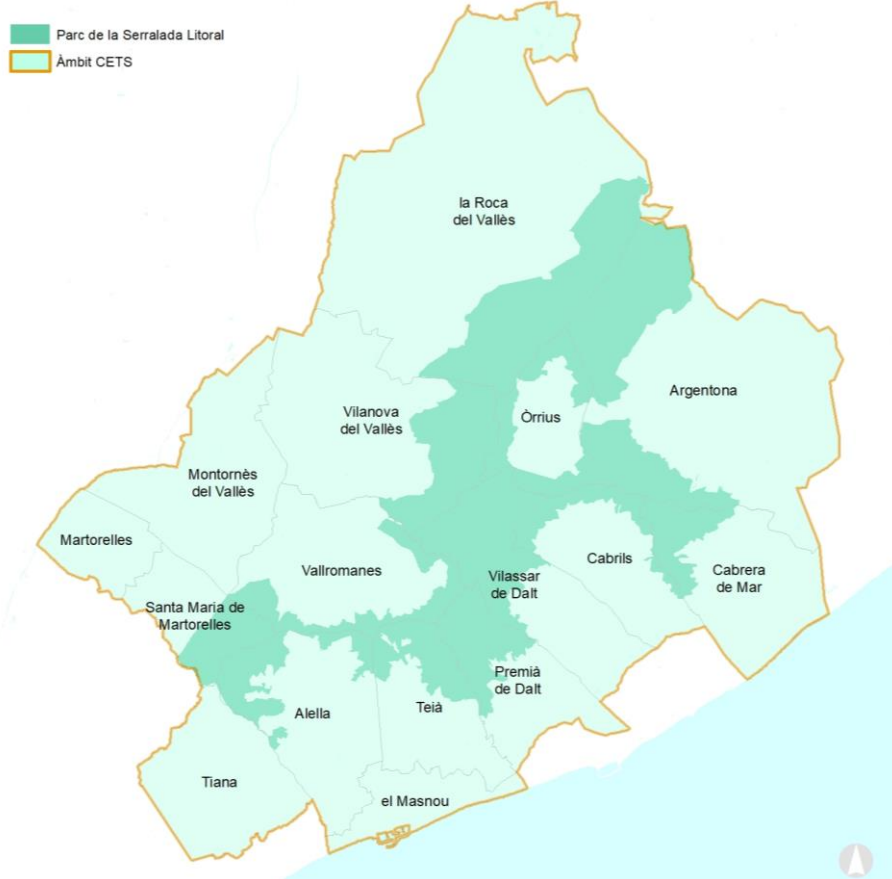 Parc de la Serralada Litoral
Àmbit CETS
la Roca
del Vallès
Argentona
Vilanova
del Vallès
Òrrius
Montornès
del Vallès
Martorelles
Vallromanes
Cabrils
Vilassar
de Dalt
Cabrera
de Mar
Santa Maria de
Martorelles
Premià
de Dalt
Teià
Alella
Tiana
el Masnou